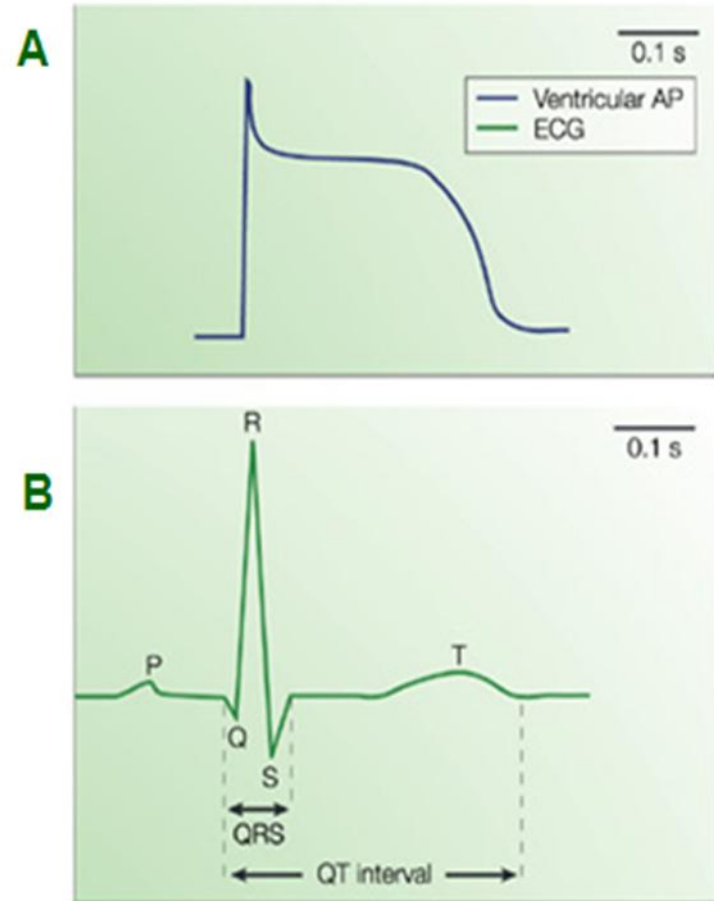 A
0.1 s
Ventricular AP
ECG
B
0.1 s
R
P
T
Q
S
QRS
QT interval